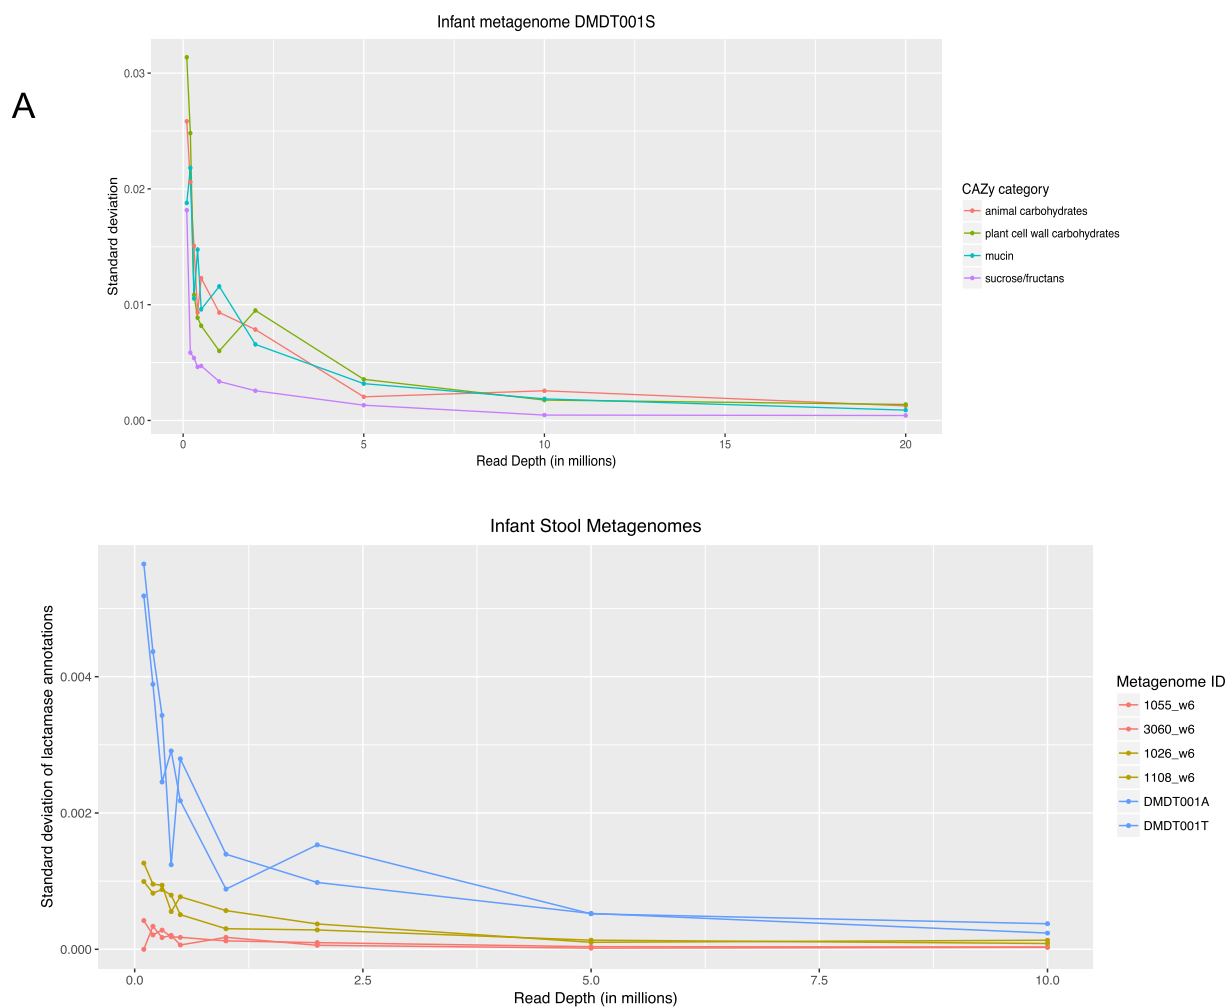 Infant metagenome DMDT001S
A
Standard deviation
0.03
0.02
0.01
0.00
0
5
10
15
20
Read Depth (in millions)
CAZy category
animal carbohydrates
plant cell wall carbohydrates
mucin
sucrose/fructans
Infant Stool Metagenomes
Standard deviation of lactamase annotations
0.004
0.002
0.000
0.0
2.5
5.0
7.5
10.0
Read Depth (in millions)
Metagenome ID
1055_w6
3060_w6
1026_w6
1108_w6
DMDT001A
DMDT001T